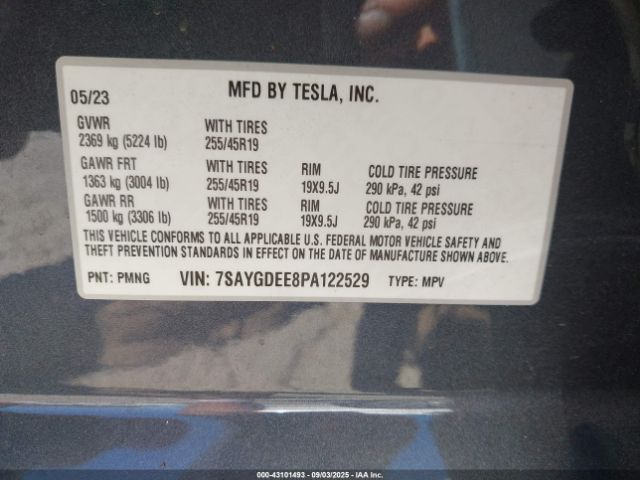 05/23 MFD BY TESLA, INC.
GVWR WITH TIRES
2369 kg (5224 lb) 255/45R19
GAWR FRT WITH TIRES RIM COLD TIRE PRESSURE
1363 kg (3004 lb) 255/45R19 19X9.5J 290 kPa, 42 psi
GAWR RR WITH TIRES RIM COLD TIRE PRESSURE
1500 kg (3306 lb) 255/45R19 19X9.5J 290 kPa, 42 psi
THIS VEHICLE CONFORMS TO ALL APPLICABLE U.S. FEDERAL MOTOR VEHICLE SAFETY AND
THEFT PREVENTION STANDARDS IN EFFECT ON THE DATE OF MANUFACTURE SHOWN ABOVE.
PNT: PMNG VIN: 7SAYGDEE8PA122529 TYPE: MPV
000-43101493 - 09/03/2025 - IAA Inc.